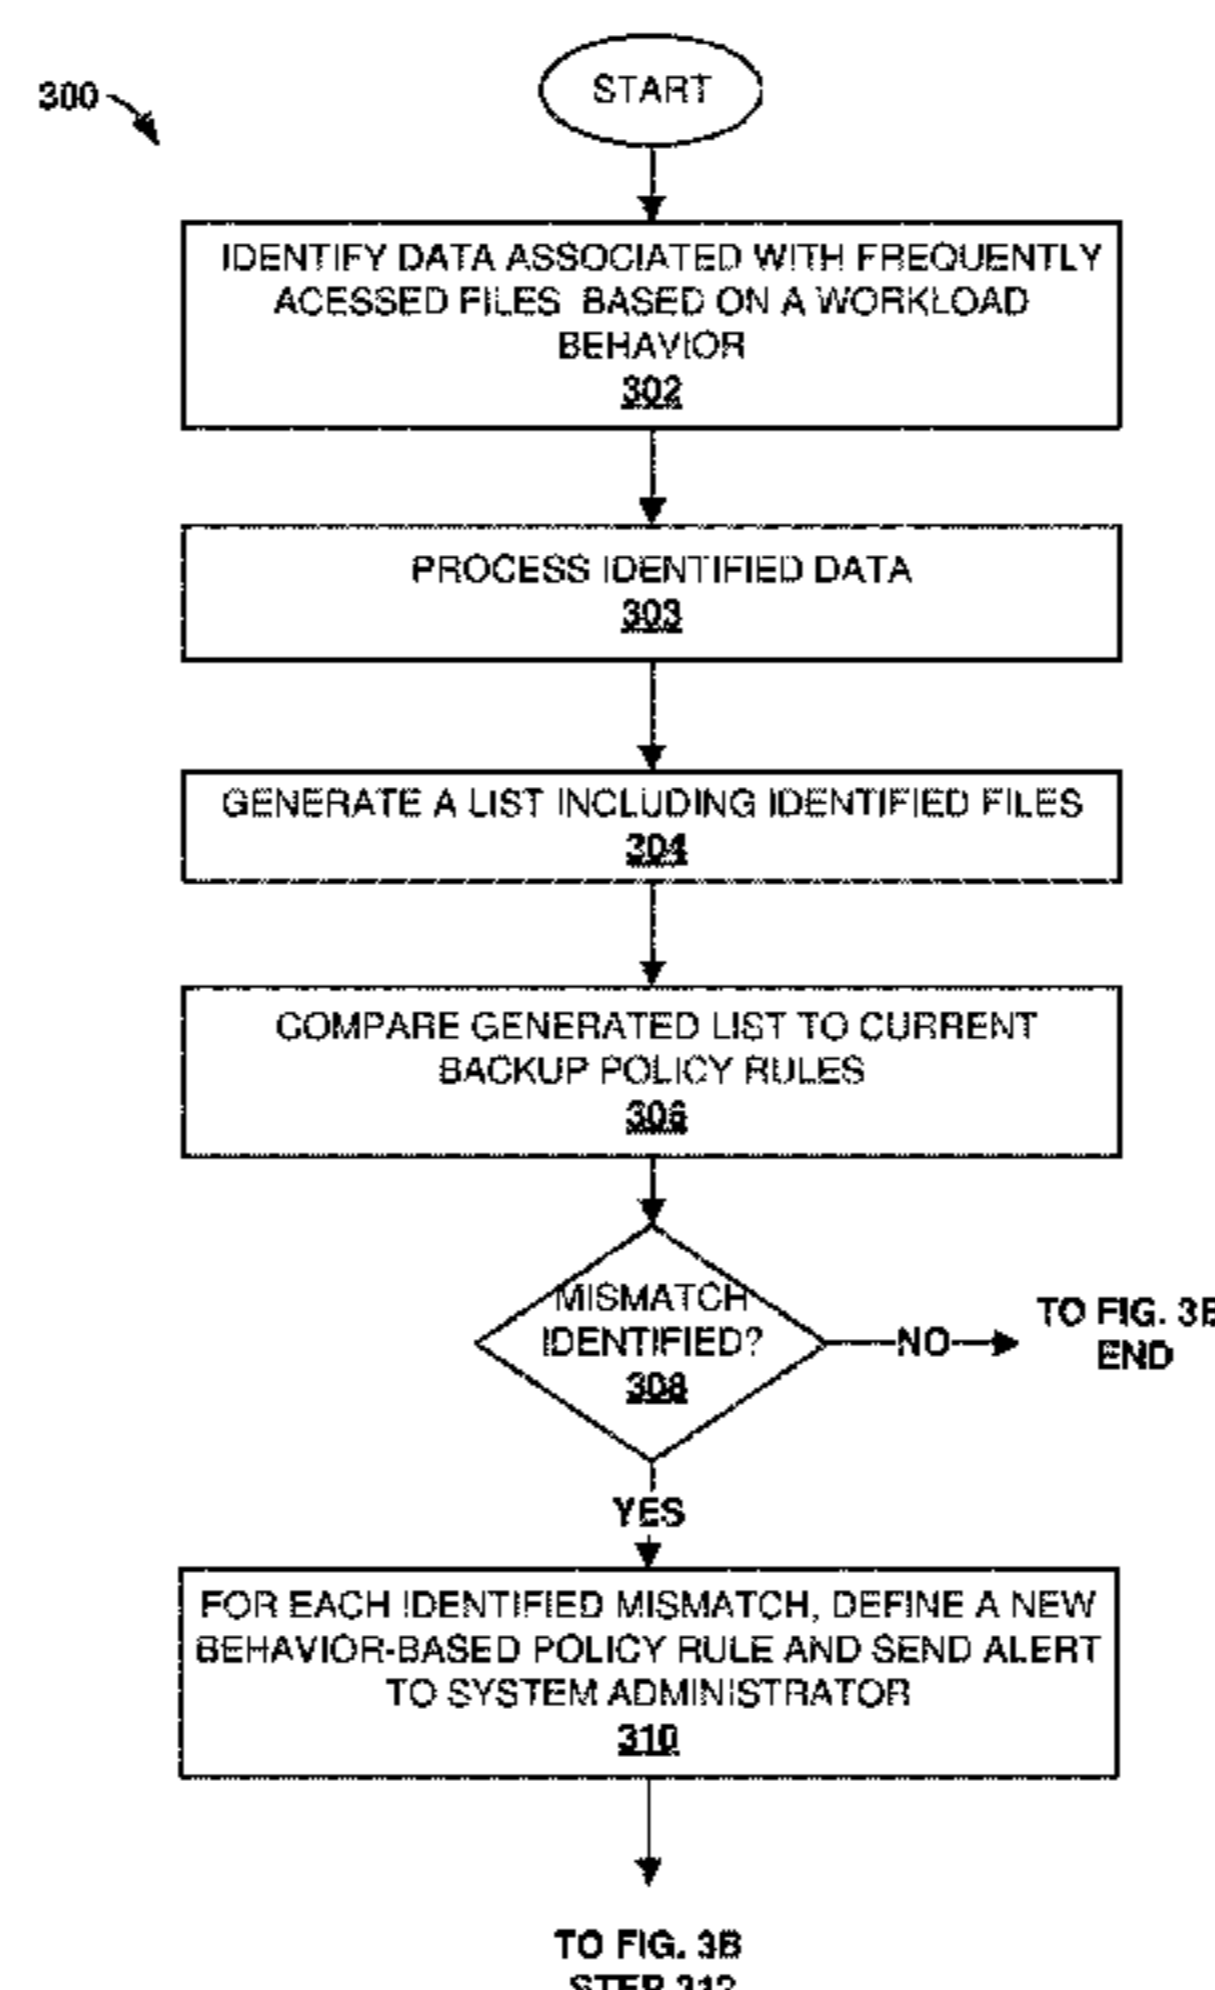 300
START
IDENTIFY DATA ASSOCIATED WITH FREQUENTLY
ACESSED FILES BASED ON A WORKLOAD
BEHAVIOR
302
PROCESS IDENTIFIED DATA
303
GENERATE A LIST INCLUDING IDENTIFIED FILES
304
COMPARE GENERATED LIST TO CURRENT
BACKUP POLICY RULES
306
MISMATCH
IDENTIFIED?
308
NO
TO FIG. 3B
END
YES
FOR EACH IDENTIFIED MISMATCH, DEFINE A NEW
BEHAVIOR-BASED POLICY RULE AND SEND ALERT
TO SYSTEM ADMINISTRATOR
310
TO FIG. 3B
STEP 312